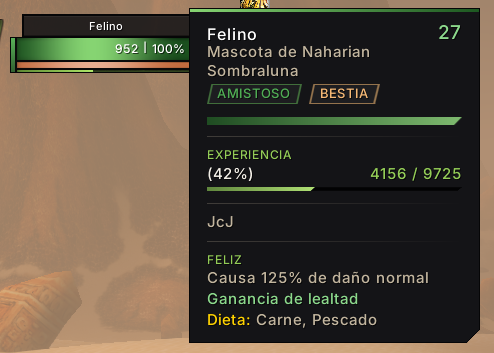 Felino
952 | 100%
Felino
27
Mascota de Naharian
Sombraluna
AMISTOSO
BESTIA
EXPERIENCIA
(42%)
4156 / 9725
JcJ
FELIZ
Causa 125% de daño normal
Ganancia de lealtad
Dieta: Carne, Pescado